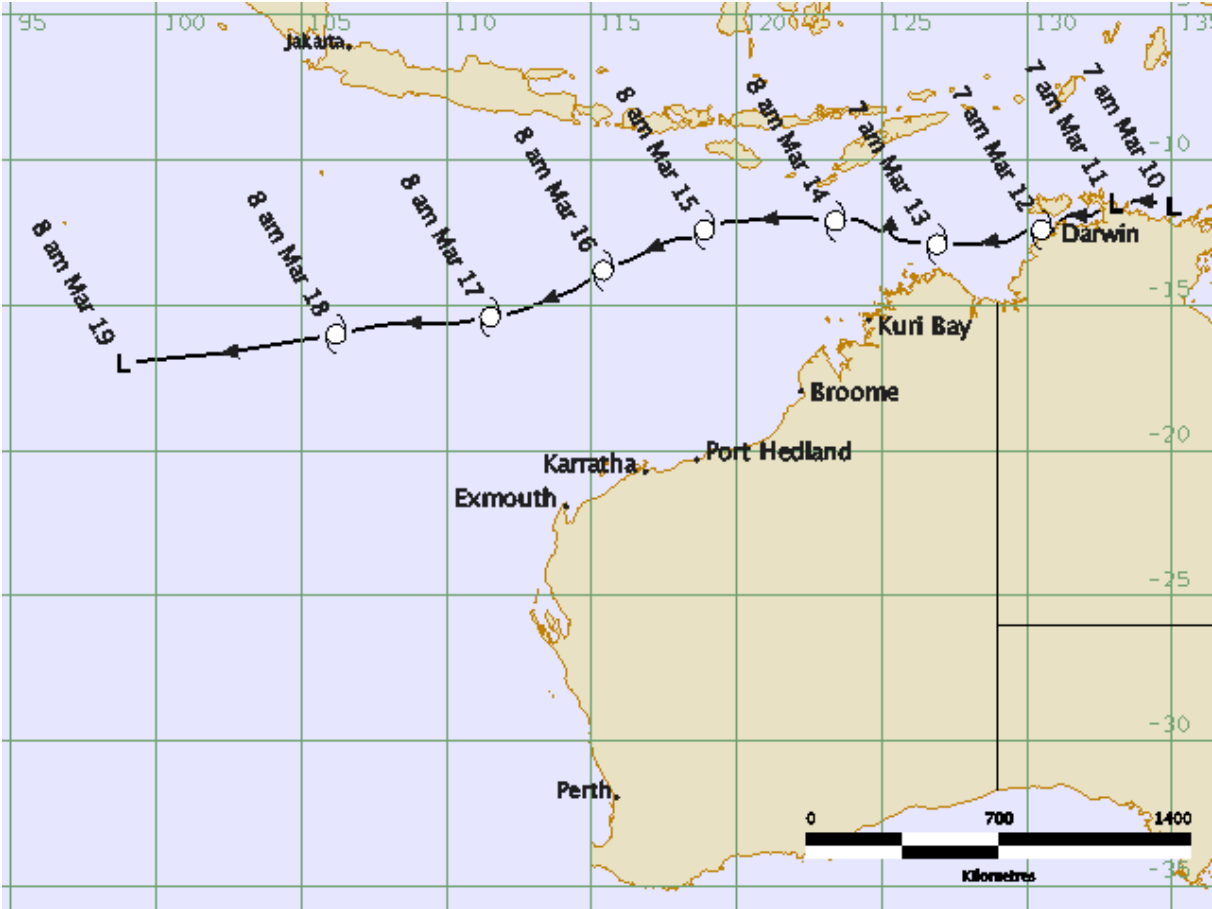 95 100 105 110 115 120 125 130 135
Jakarta
-10
-15
-20
-25
-30
-35
7 am Mar 10
7 am Mar 11
7 am Mar 12
7 am Mar 13
8 am Mar 14
8 am Mar 15
8 am Mar 16
8 am Mar 17
8 am Mar 18
8 am Mar 19
L
L
L
Darwin
Kuri Bay
Broome
Port Hedland
Karratha
Exmouth
Perth
0 700 1400
Kilometres